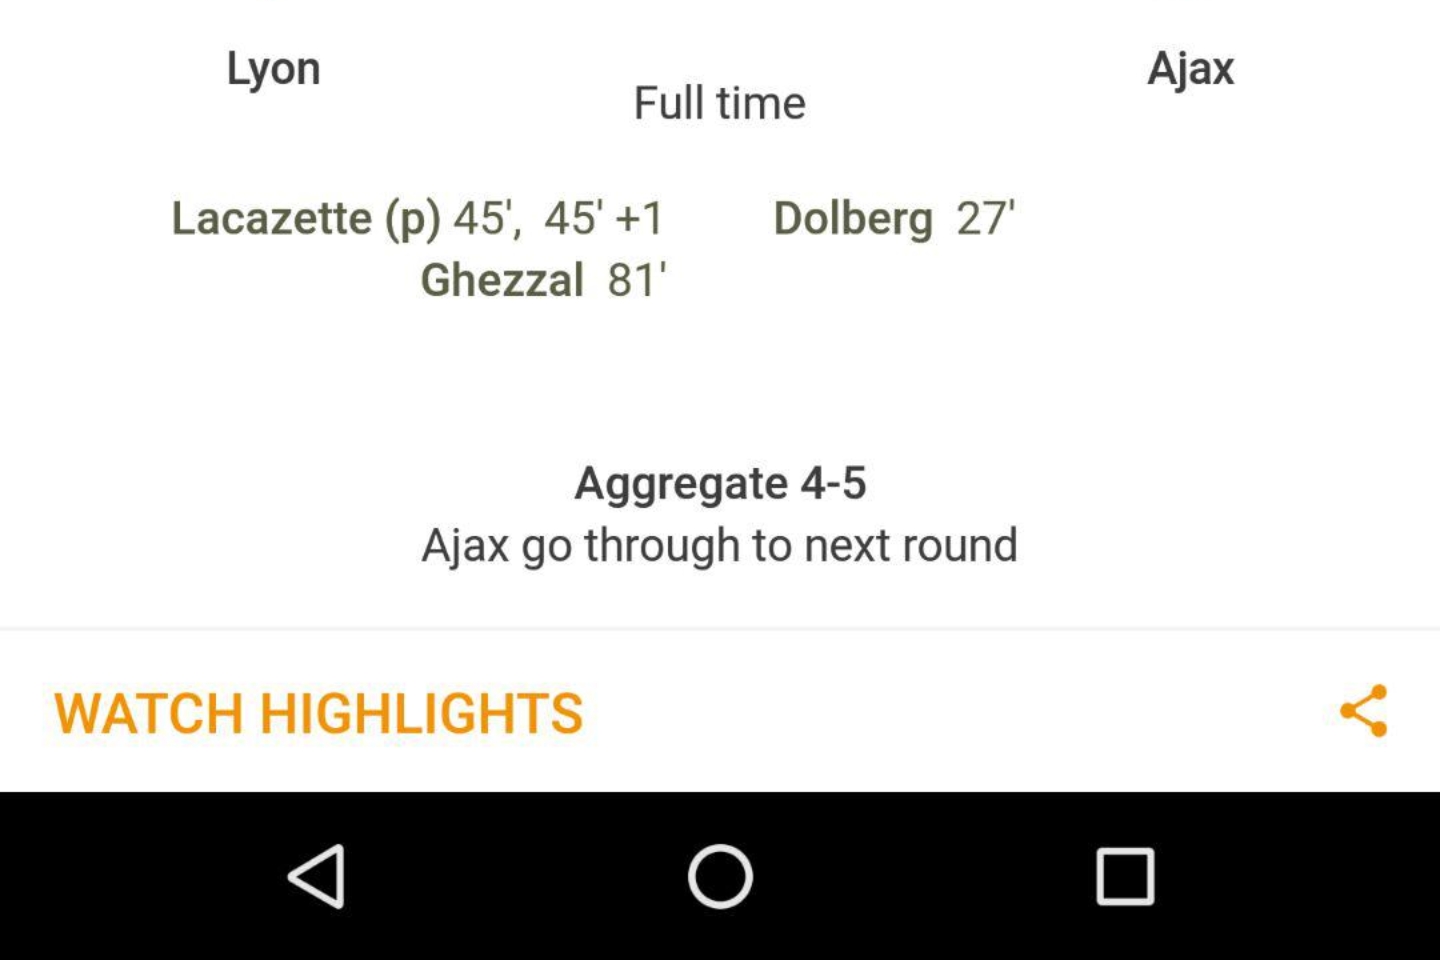 Lyon
Ajax
Full time
Lacazette (p) 45', 45' +1
Dolberg 27'
Ghezzal 81'
Aggregate 4-5
Ajax go through to next round
WATCH HIGHLIGHTS